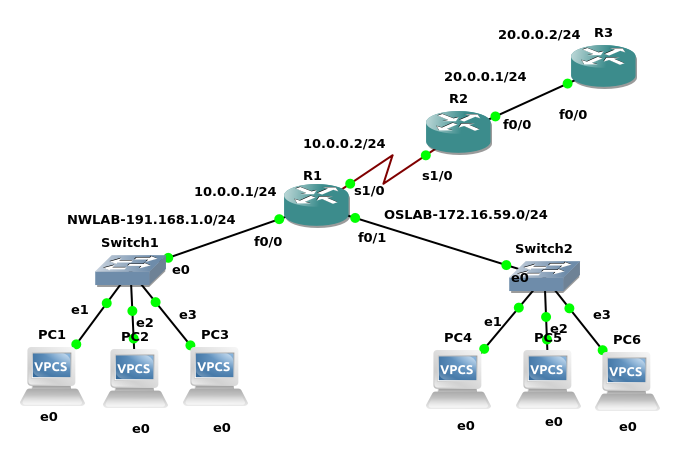 20.0.0.2/24
R3
20.0.0.1/24
R2
f0/0
f0/0
10.0.0.2/24
s1/0
R1
s1/0
10.0.0.1/24
NWLAB-191.168.1.0/24
OSLAB-172.16.59.0/24
f0/0
f0/1
Switch1
e0
Switch2
e0
e1
e2
e3
PC1
PC2
PC3
VPCS
VPCS
VPCS
e0
e0
e0
e1
e2
e3
PC4
PC5
PC6
VPCS
VPCS
VPCS
e0
e0
e0